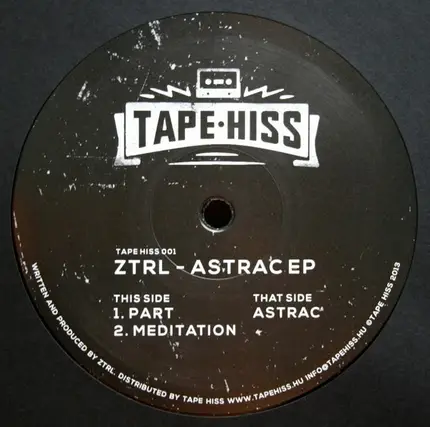 TAPE·HISS
TAPE HISS 001
ZTRL - ASTRAC EP
THIS SIDE
1. PART
2. MEDITATION
THAT SIDE
ASTRAC
WRITTEN AND PRODUCED BY ZTRL. DISTRIBUTED BY TAPE HISS WWW.TAPEHISS.HU INFO@TAPEHISS.HU ©TAPE HISS 2013